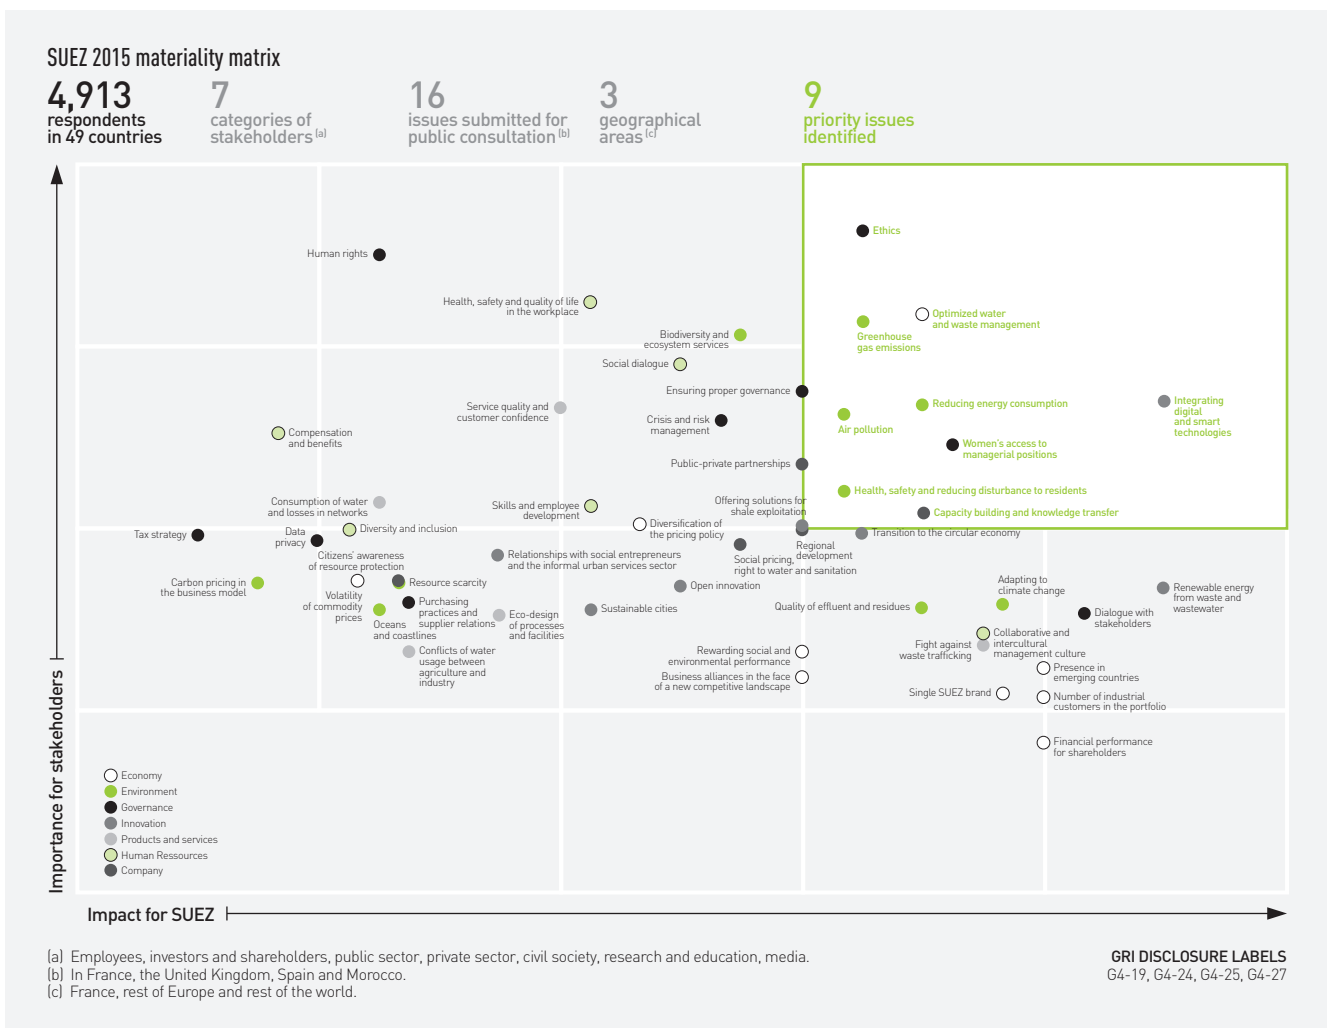 SUEZ 2015 materiality matrix
4,913
respondents
in 49 countries
7
categories of
stakeholders (a)
16
issues submitted for
public consultation (b)
3
geographical
areas (c)
9
priority issues
identified
Importance for stakeholders
Ethics
Human rights
Health, safety and quality of life
in the workplace
Optimized water
and waste management
Biodiversity and
ecosystem services
Greenhouse
gas emissions
Social dialogue
Ensuring proper governance
Service quality and
customer confidence
Crisis and risk
management
Reducing energy consumption
Integrating
digital
and smart
technologies
Air pollution
Compensation
and benefits
Women's access to
managerial positions
Public-private partnerships
Health, safety and reducing disturbance to residents
Consumption of water
and losses in networks
Skills and employee
development
Offering solutions for
shale exploitation
Capacity building and knowledge transfer
Tax strategy
Data
privacy
Diversity and inclusion
Diversification of
the pricing policy
Regional
development
Transition to the circular economy
Citizens' awareness
of resource protection
Relationships with social entrepreneurs
and the informal urban services sector
Social pricing,
right to water and sanitation
Carbon pricing in
the business model
Volatility
of commodity
prices
Resource scarcity
Open innovation
Adapting to
climate change
Renewable energy
from waste and
wastewater
Purchasing
practices and
supplier relations
Eco-design
of processes
and facilities
Sustainable cities
Quality of effluent and residues
Dialogue with
stakeholders
Oceans
and coastlines
Collaborative and
intercultural
management culture
Fight against
waste trafficking
Conflicts of water
usage between
agriculture and
industry
Rewarding social and
environmental performance
Presence in
emerging countries
Business alliances in the face
of a new competitive landscape
Single SUEZ brand
Number of industrial
customers in the portfolio
Financial performance
for shareholders
Economy
Environment
Governance
Innovation
Products and services
Human Ressources
Company
Impact for SUEZ
(a) Employees, investors and shareholders, public sector, private sector, civil society, research and education, media.
(b) In France, the United Kingdom, Spain and Morocco.
(c) France, rest of Europe and rest of the world.
GRI DISCLOSURE LABELS
G4-19, G4-24, G4-25, G4-27